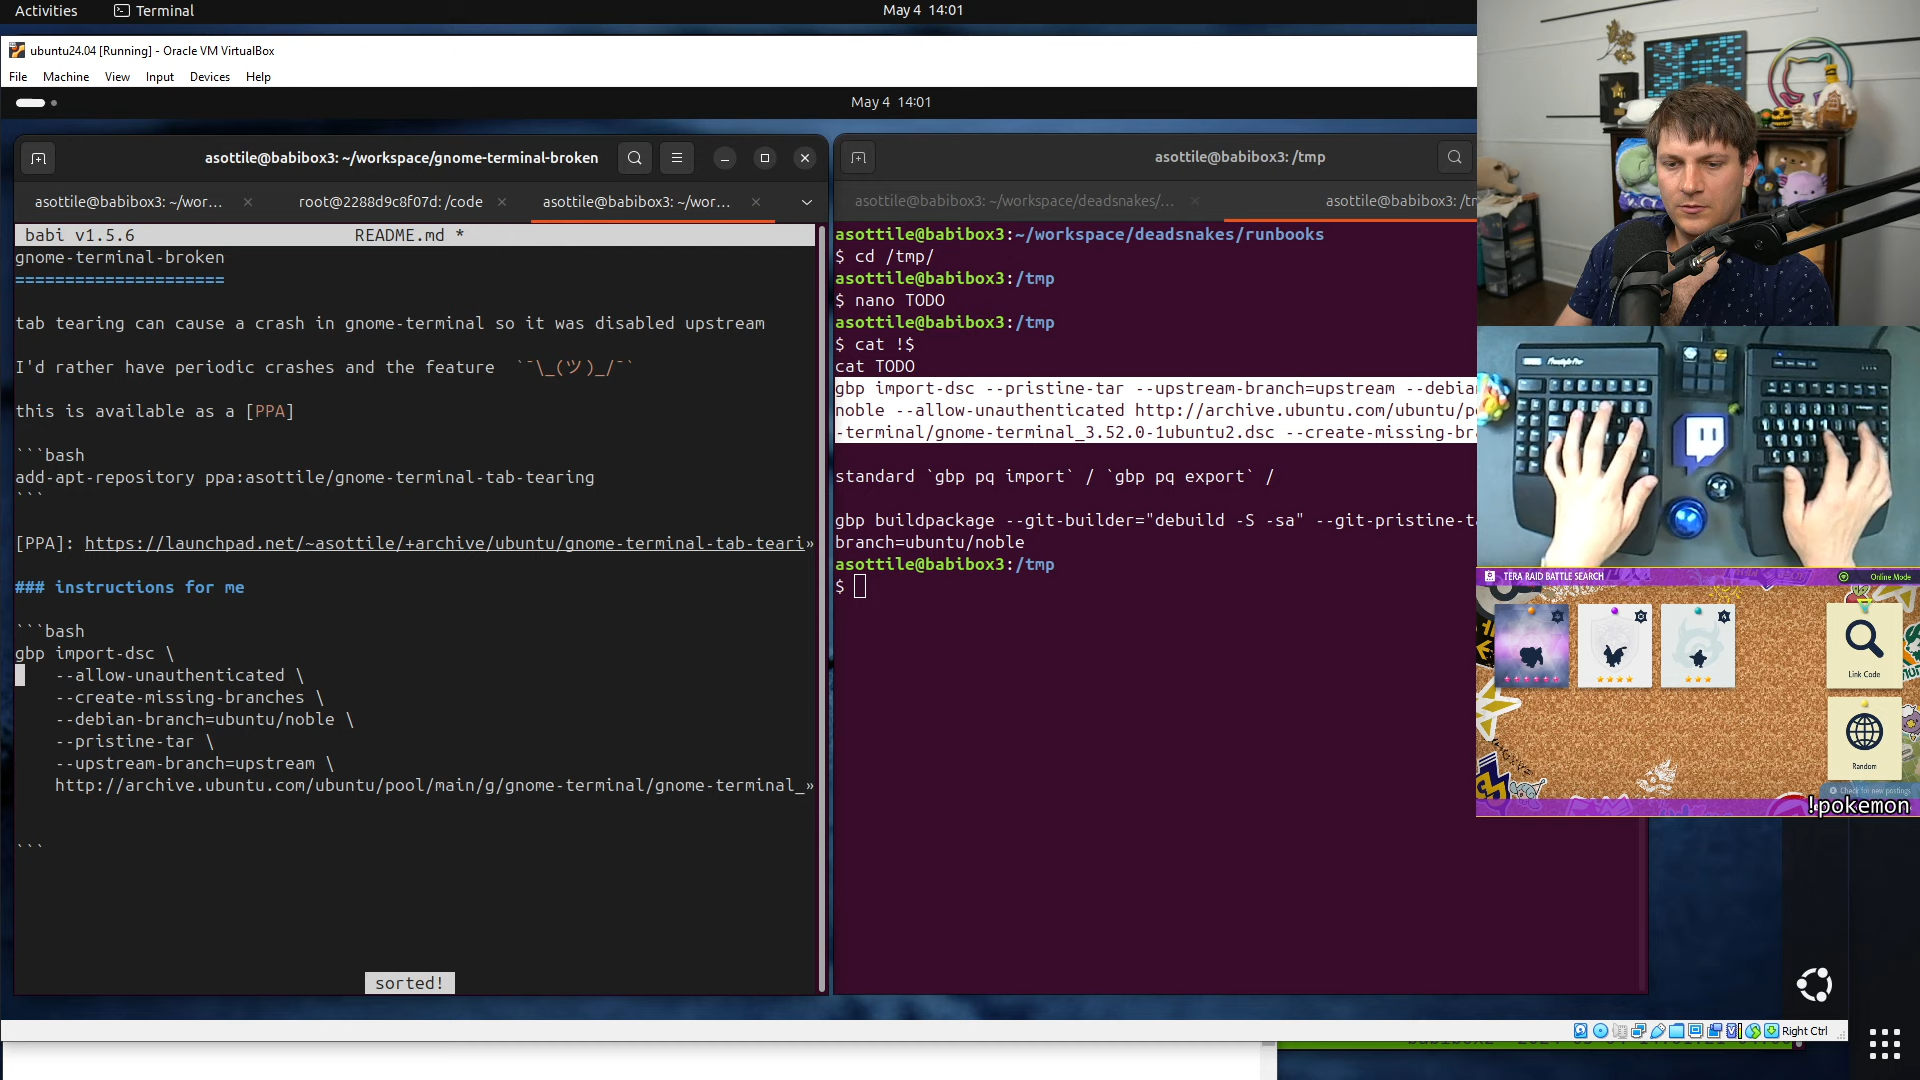 Activities
Terminal
May 4 14:01
ubuntu24.04 [Running] - Oracle VM VirtualBox
File Machine View Input Devices Help
May 4 14:01
asottile@babibox3: ~/workspace/gnome-terminal-broken
asottile@babibox3: ~/wor...
root@2288d9c8f07d: /code
asottile@babibox3: ~/wor...
babi v1.5.6 README.md *
gnome-terminal-broken
=====================
tab tearing can cause a crash in gnome-terminal so it was disabled upstream
I'd rather have periodic crashes and the feature `¯\_(ツ)_/¯`
this is available as a [PPA]
```bash
add-apt-repository ppa:asottile/gnome-terminal-tab-tearing
```
[PPA]: https://launchpad.net/~asottile/+archive/ubuntu/gnome-terminal-tab-teari»
### instructions for me
```bash
gbp import-dsc \
--allow-unauthenticated \
--create-missing-branches \
--debian-branch=ubuntu/noble \
--pristine-tar \
--upstream-branch=upstream \
http://archive.ubuntu.com/ubuntu/pool/main/g/gnome-terminal/gnome-terminal_»
```
sorted!
asottile@babibox3: /tmp
asottile@babibox3: ~/workspace/deadsnakes/...
asottile@babibox3: /tm
asottile@babibox3:~/workspace/deadsnakes/runbooks
$ cd /tmp/
asottile@babibox3:/tmp
$ nano TODO
asottile@babibox3:/tmp
$ cat !$
cat TODO
gbp import-dsc --pristine-tar --upstream-branch=upstream --debia
noble --allow-unauthenticated http://archive.ubuntu.com/ubuntu/p
-terminal/gnome-terminal_3.52.0-1ubuntu2.dsc --create-missing-br
standard `gbp pq import` / `gbp pq export` /
gbp buildpackage --git-builder="debuild -S -sa" --git-pristine-t
branch=ubuntu/noble
asottile@babibox3:/tmp
$
TERA RAID BATTLE SEARCH
Online Mode
Link Code
Random
Check for new postings
!pokemon
Right Ctrl